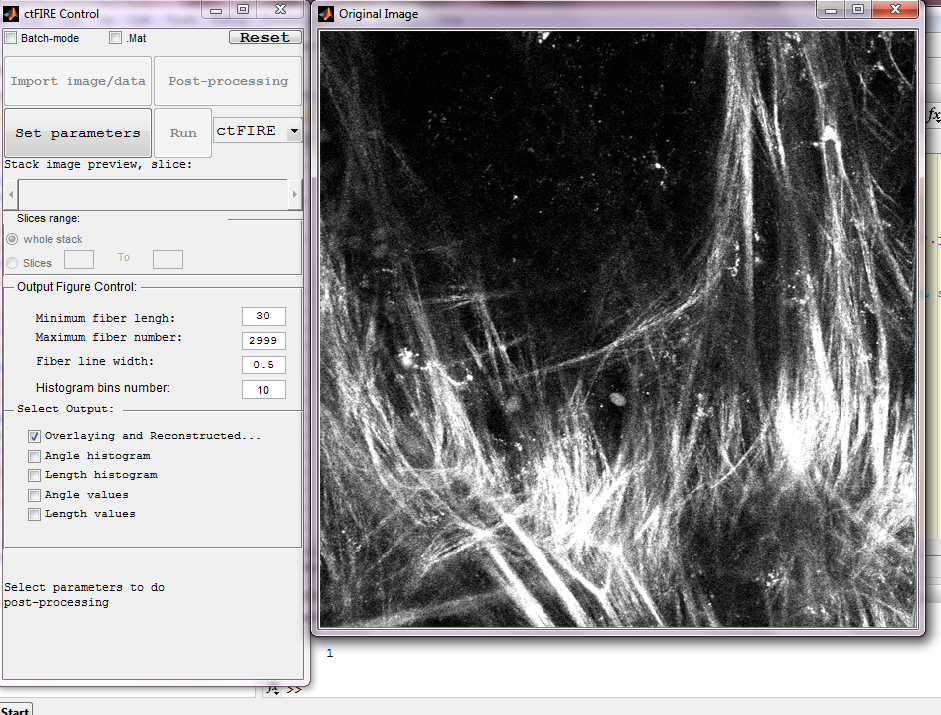 ctFIRE Control
Batch-mode
.Mat
Reset
Import image/data
Post-processing
Set parameters
Run
ctFIRE
Stack image preview, slice:
Slices range:
whole stack
Slices
To
Output Figure Control:
Minimum fiber lengh:
30
Maximum fiber number:
2999
Fiber line width:
0.5
Histogram bins number:
10
Select Output:
Overlaying and Reconstructed...
Angle histogram
Length histogram
Angle values
Length values
Select parameters to do
post-processing
Original Image
fx
1
fx >>
Start